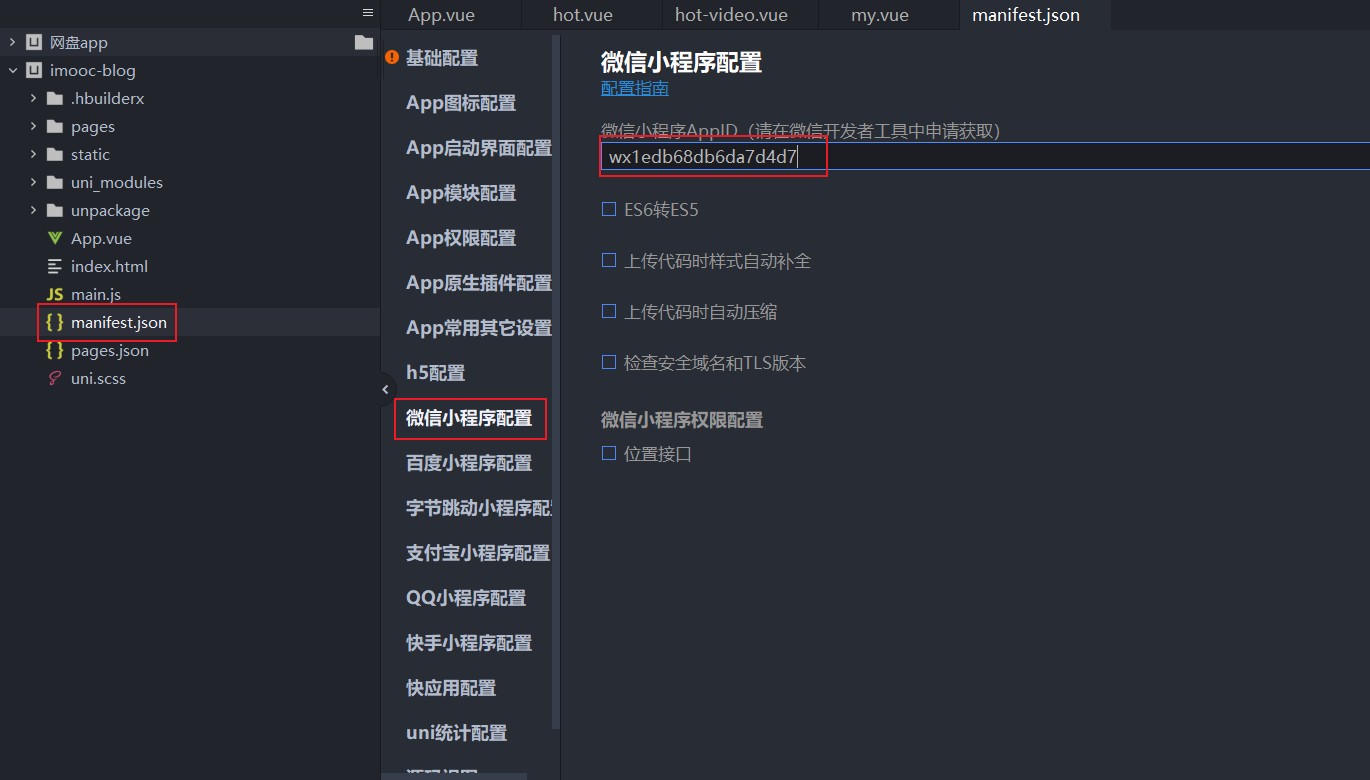 App.vue
hot.vue
hot-video.vue
my.vue
manifest.json
网盘app
imooc-blog
.hbuilderx
pages
static
uni_modules
unpackage
App.vue
index.html
JS main.js
{ } manifest.json
{ } pages.json
uni.scss
基础配置
App图标配置
App启动界面配置
App模块配置
App权限配置
App原生插件配置
App常用其它设置
h5配置
微信小程序配置
百度小程序配置
字节跳动小程序配
支付宝小程序配置
QQ小程序配置
快手小程序配置
快应用配置
uni统计配置
微信小程序配置
配置指南
微信小程序AppID（请在微信开发者工具中申请获取）
wx1edb68db6da7d4d7
ES6转ES5
上传代码时样式自动补全
上传代码时自动压缩
检查安全域名和TLS版本
微信小程序权限配置
位置接口